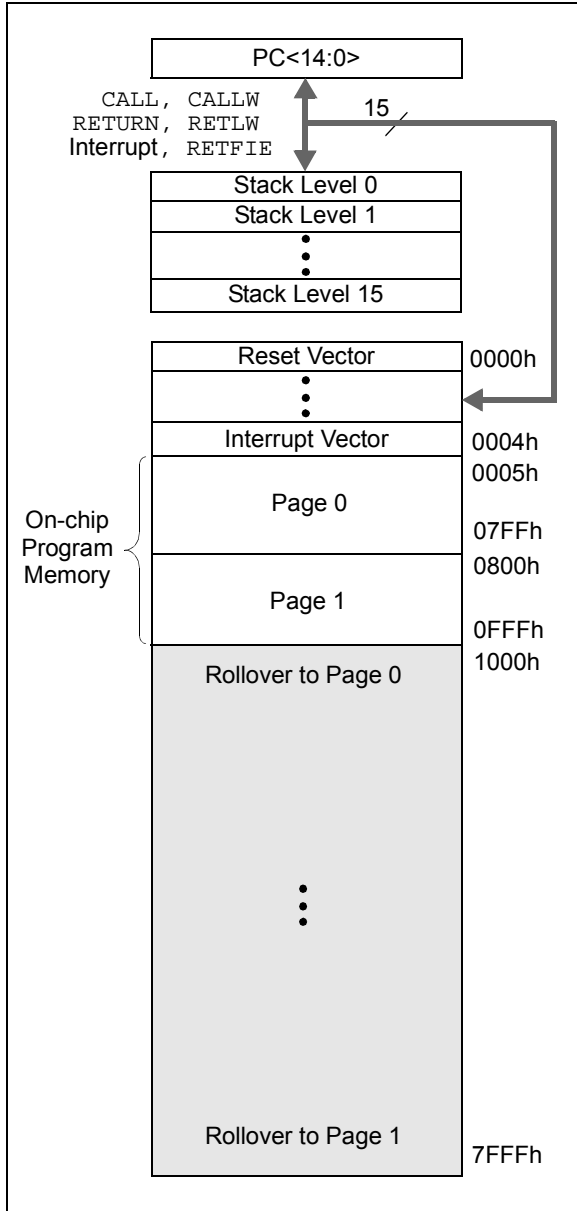 PC<14:0>
CALL, CALLW
RETURN, RETLW
Interrupt, RETFIE
15
Stack Level 0
Stack Level 1
Stack Level 15
Reset Vector
0000h
Interrupt Vector
0004h
0005h
On-chip
Program
Memory
Page 0
07FFh
0800h
Page 1
0FFFh
1000h
Rollover to Page 0
Rollover to Page 1
7FFFh